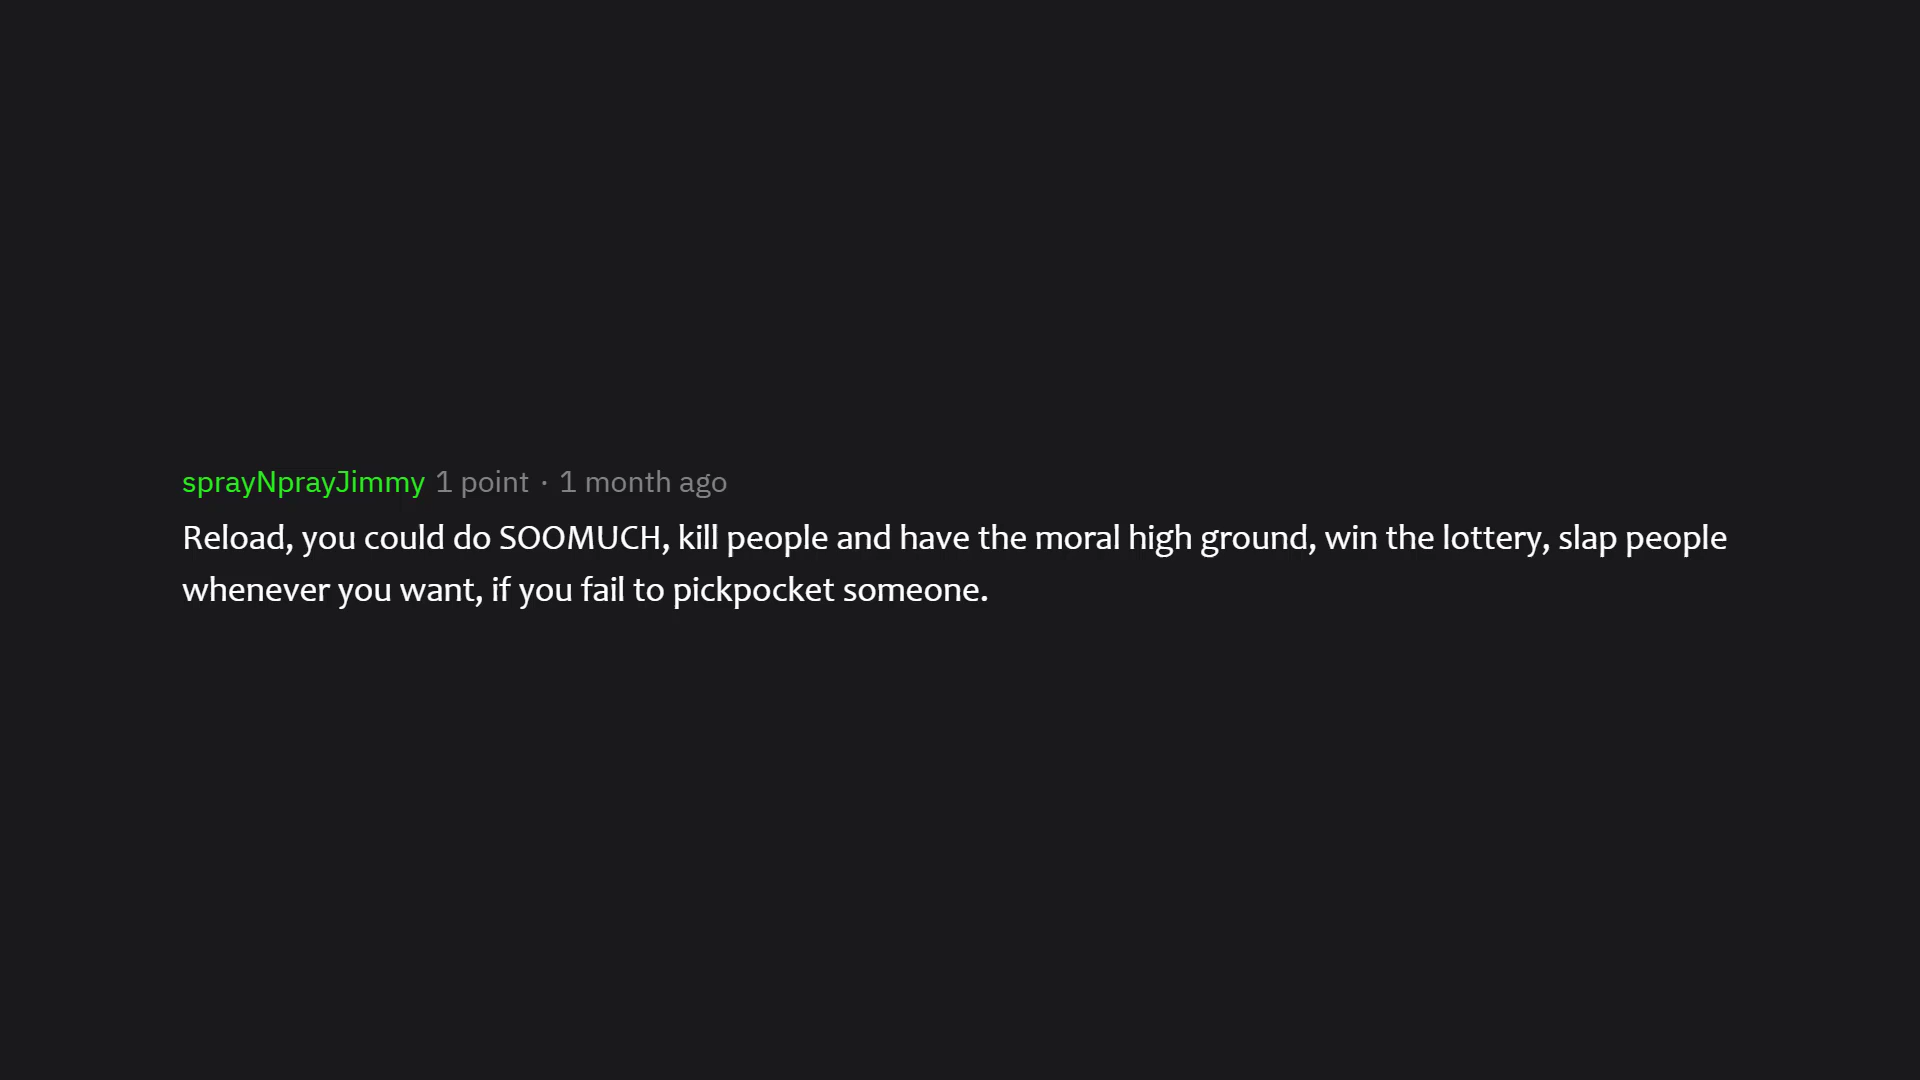 sprayNprayJimmy 1 point · 1 month ago
Reload, you could do SOOMUCH, kill people and have the moral high ground, win the lottery, slap people
whenever you want, if you fail to pickpocket someone.